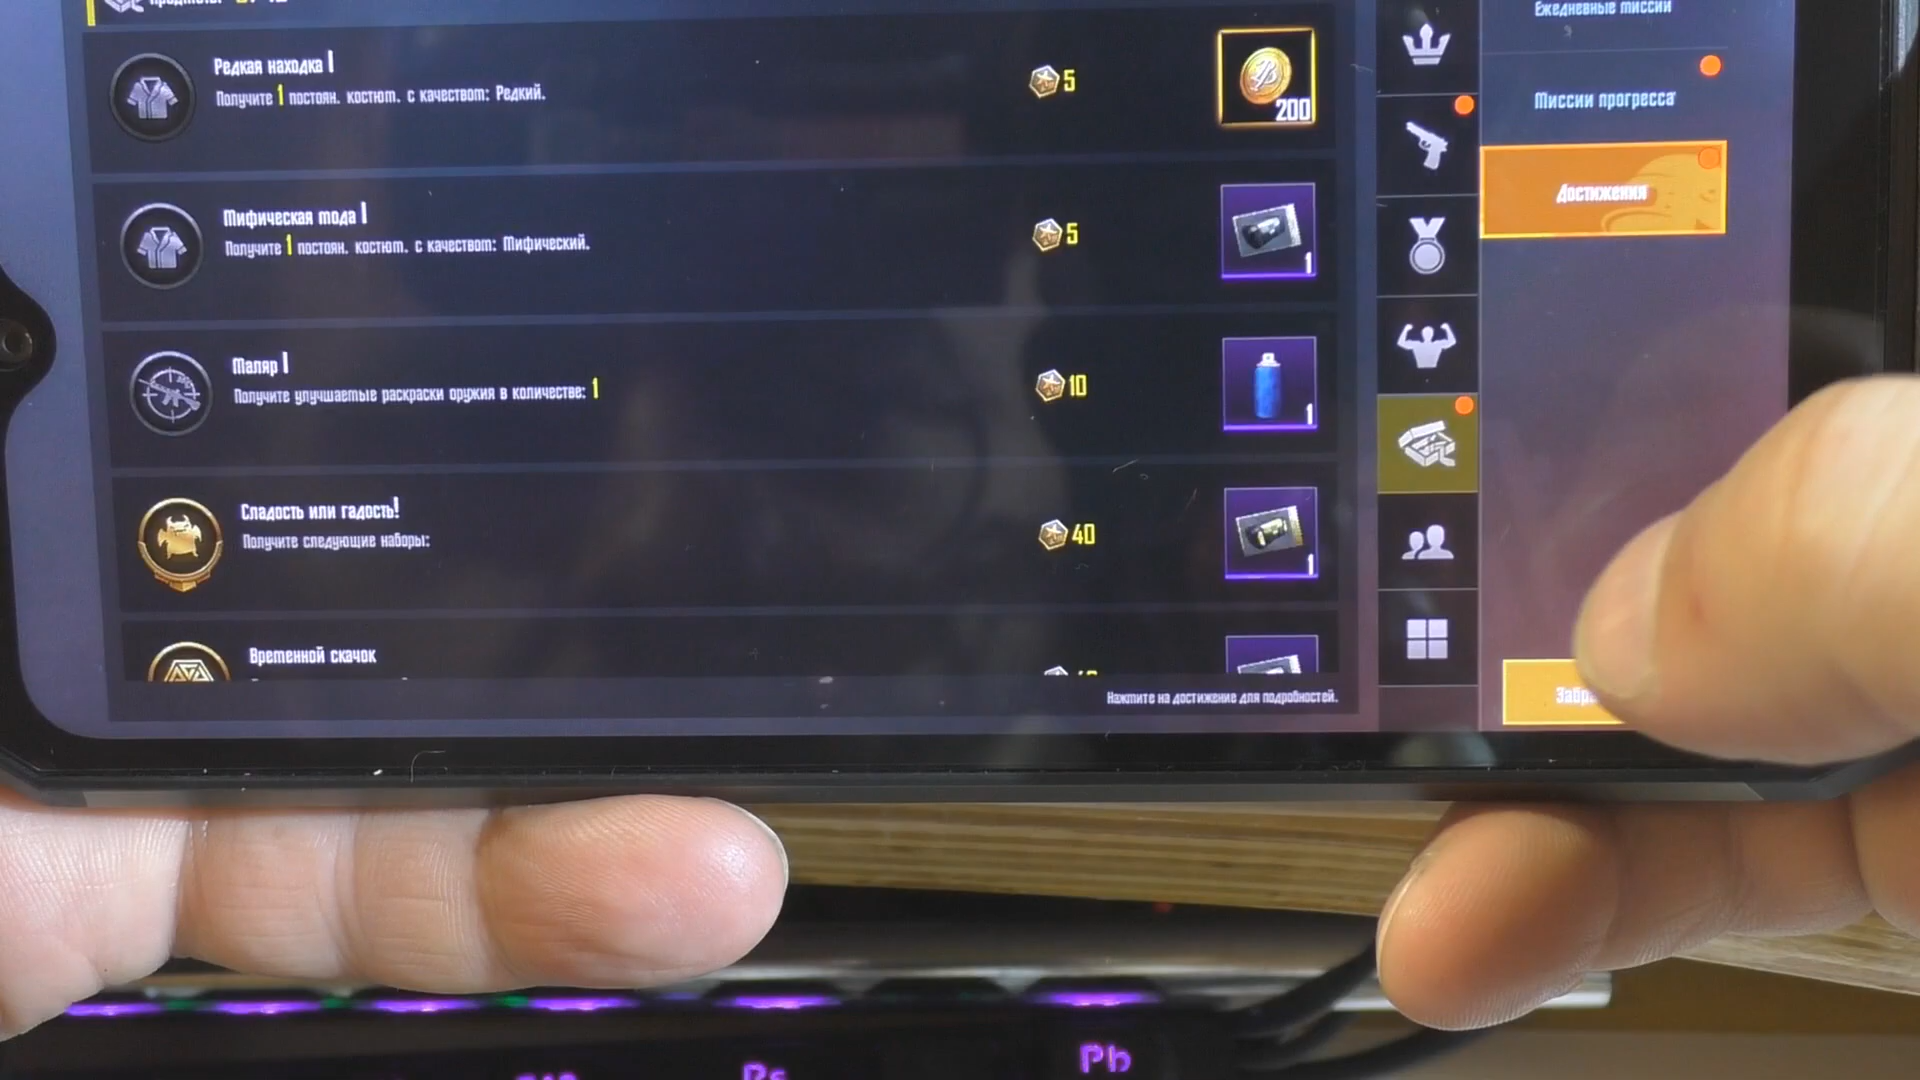 Ежедневные миссии
Редкая находка I
Получите 1 постоян. костюм. с качеством: Редкий.
5
200
Миссии прогресса
Мифическая мода I
Получите 1 постоян. костюм. с качеством: Мифический.
5
1
Достижения
Маляр I
Получите улучшаемые раскраски оружия в количестве: 1
10
1
Сладость или гадость!
Получите следующие наборы:
40
1
Временной скачок
Нажмите на достижение для подробностей.
Забр
Ps
Pb